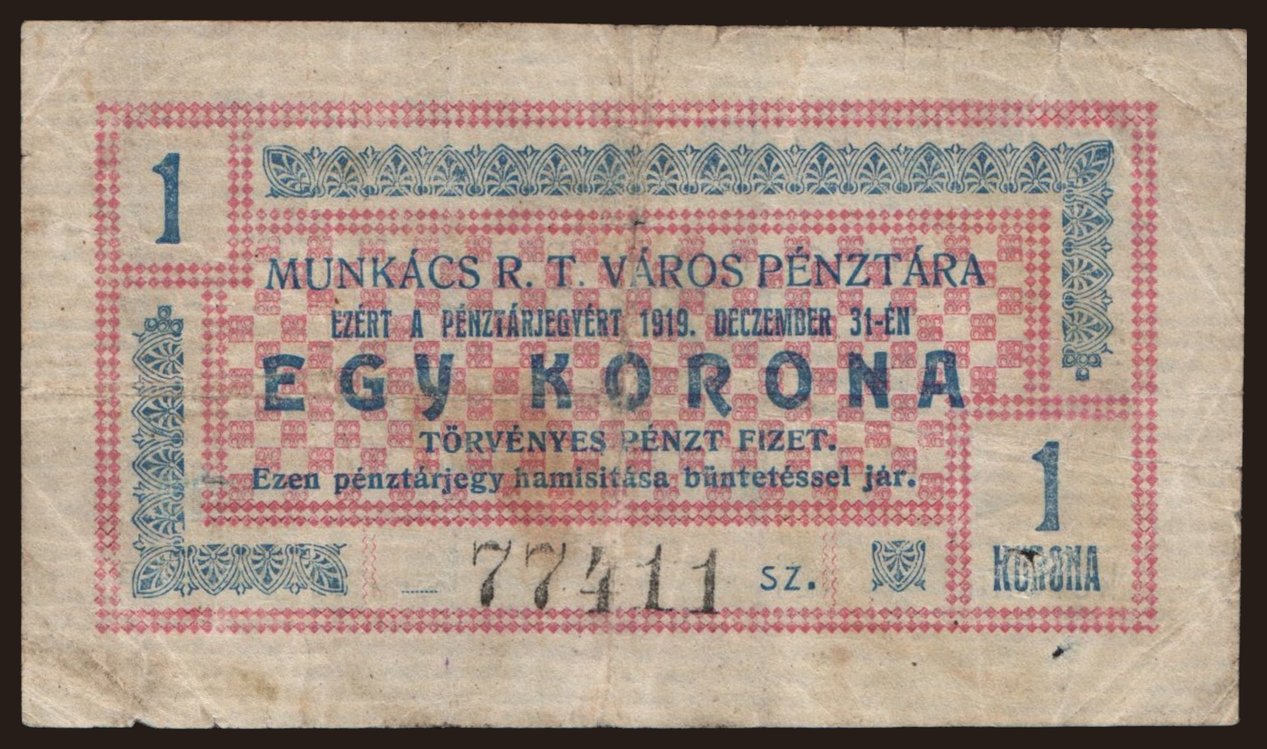 1
MUNKÁCS R. T. VÁROS PÉNZTÁRA
EZÉRT A PÉNZTÁRJEGYÉRT 1919. DECZEMBER 31-ÉN
EGY KORONA
TÖRVÉNYES PÉNZT FIZET.
Ezen pénztárjegy hamisitása büntetéssel jár.
1
KORONA
77411 SZ.